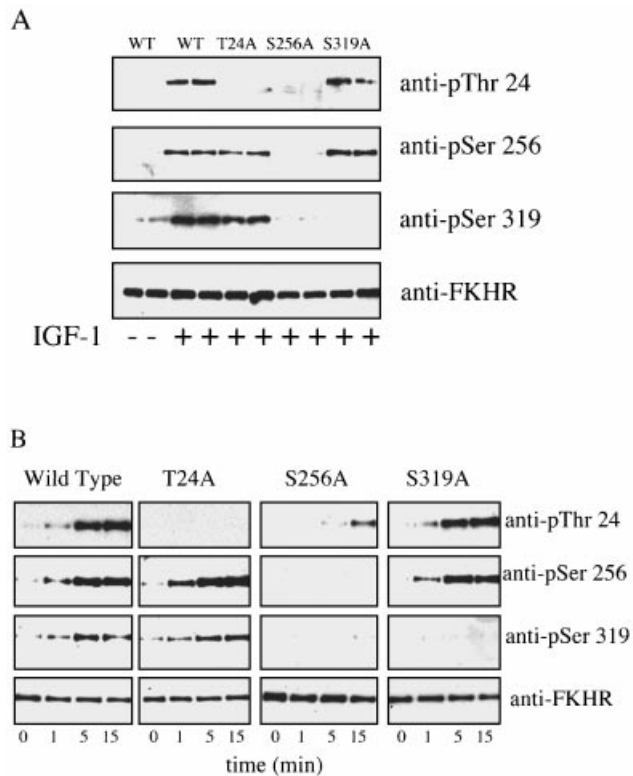 A
WT WT T24A S256A S319A
anti-pThr 24
anti-pSer 256
anti-pSer 319
anti-FKHR
IGF-1 - - + + + + + + + +
B
Wild Type T24A S256A S319A
anti-pThr 24
anti-pSer 256
anti-pSer 319
anti-FKHR
0 1 5 15 0 1 5 15 0 1 5 15 0 1 5 15
time (min)